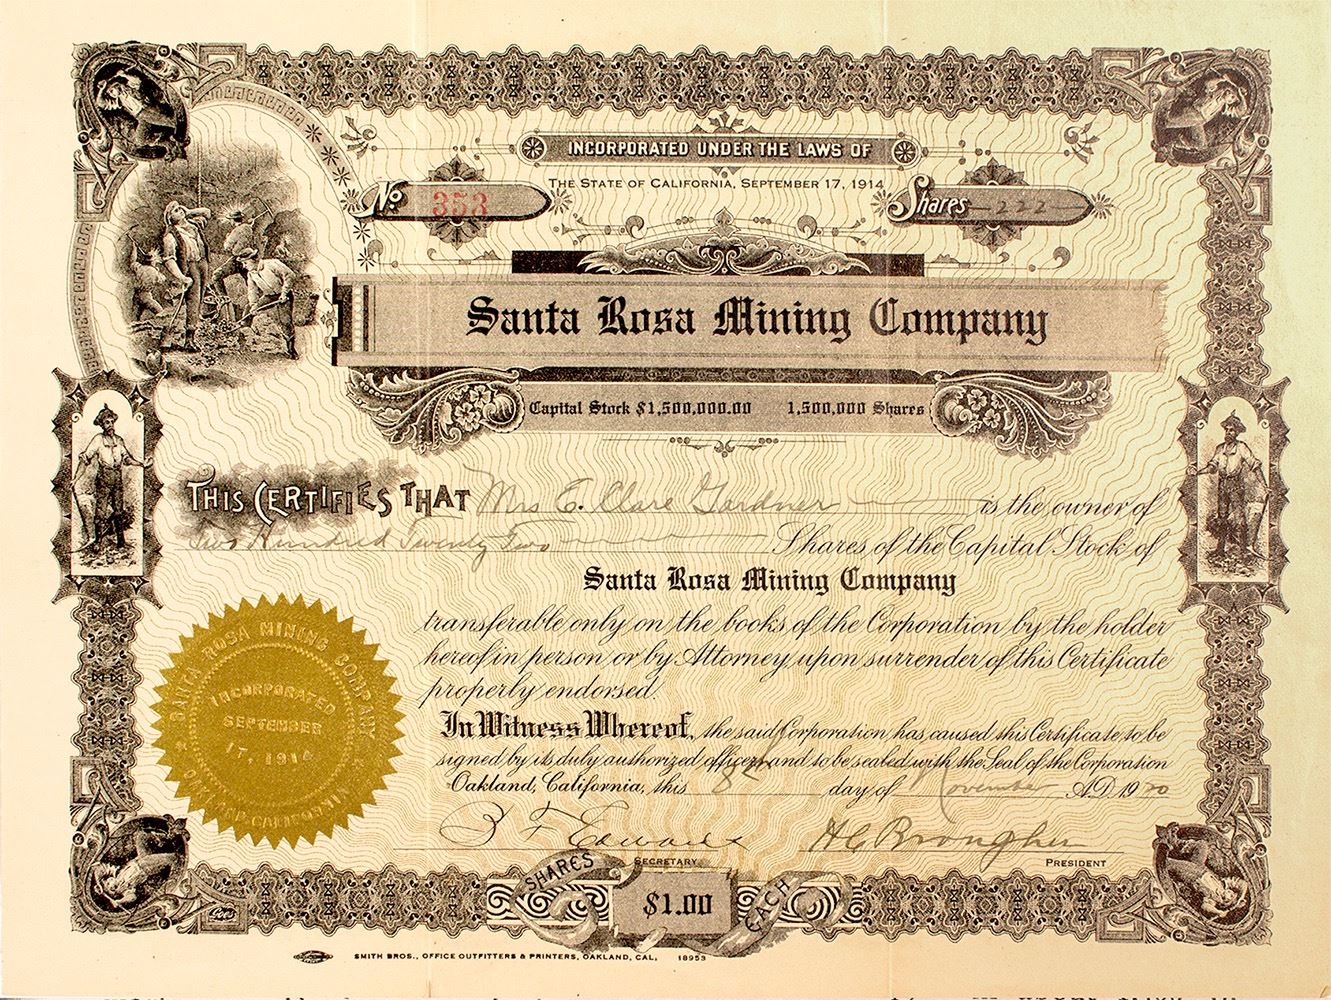 INCORPORATED UNDER THE LAWS OF
THE STATE OF CALIFORNIA, SEPTEMBER 17, 1914
No 353
Shares 222
Santa Rosa Mining Company
Capital Stock $1,500,000.00 1,500,000 Shares
THIS CERTIFIES THAT Mrs E. Clare Gardner is the owner of
Two Hundred Twenty Two Shares of the Capital Stock of
Santa Rosa Mining Company
transferable only on the books of the Corporation by the holder
hereof in person or by Attorney upon surrender of this Certificate
properly endorsed.
In Witness Whereof, the said Corporation has caused this Certificate to be
signed by its duly authorized officers and to be sealed with the Seal of the Corporation
Oakland, California, this 8th day of November A.D. 1920
SECRETARY
H C Brougher
PRESIDENT
SANTA ROSA MINING COMPANY
INCORPORATED
SEPTEMBER
17, 1914
OAKLAND CALIFORNIA
SHARES $1.00 EACH
SMITH BROS., OFFICE OUTFITTERS & PRINTERS, OAKLAND, CAL. 18953